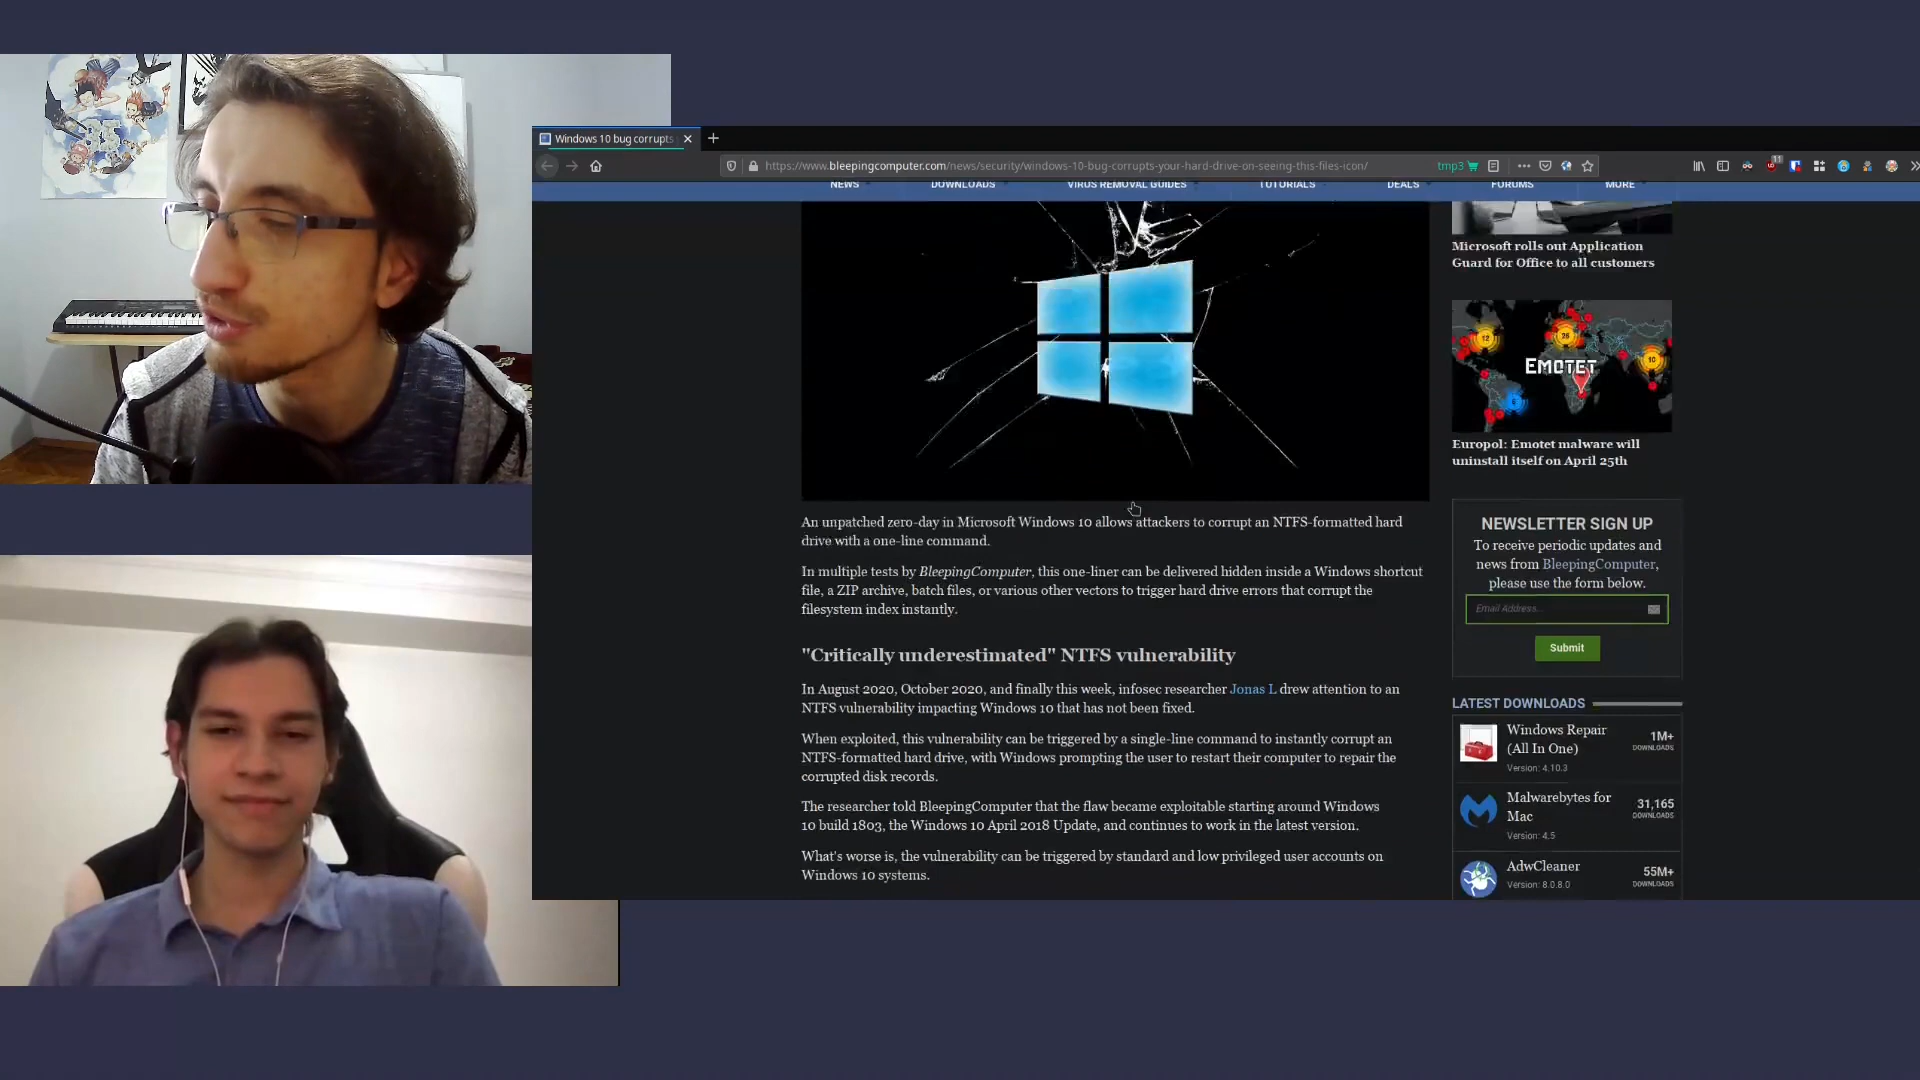 Windows 10 bug corrupts
https://www.bleepingcomputer.com/news/security/windows-10-bug-corrupts-your-hard-drive-on-seeing-this-files-icon/
tmp3
11
NEWS
DOWNLOADS
VIRUS REMOVAL GUIDES
TUTORIALS
DEALS
FORUMS
MORE
An unpatched zero-day in Microsoft Windows 10 allows attackers to corrupt an NTFS-formatted hard
drive with a one-line command.
In multiple tests by BleepingComputer, this one-liner can be delivered hidden inside a Windows shortcut
file, a ZIP archive, batch files, or various other vectors to trigger hard drive errors that corrupt the
filesystem index instantly.
"Critically underestimated" NTFS vulnerability
In August 2020, October 2020, and finally this week, infosec researcher Jonas L drew attention to an
NTFS vulnerability impacting Windows 10 that has not been fixed.
When exploited, this vulnerability can be triggered by a single-line command to instantly corrupt an
NTFS-formatted hard drive, with Windows prompting the user to restart their computer to repair the
corrupted disk records.
The researcher told BleepingComputer that the flaw became exploitable starting around Windows
10 build 1803, the Windows 10 April 2018 Update, and continues to work in the latest version.
What's worse is, the vulnerability can be triggered by standard and low privileged user accounts on
Windows 10 systems.
Microsoft rolls out Application
Guard for Office to all customers
12
26
10
EMOTET
6
Europol: Emotet malware will
uninstall itself on April 25th
NEWSLETTER SIGN UP
To receive periodic updates and
news from BleepingComputer,
please use the form below.
Email Address...
Submit
LATEST DOWNLOADS
Windows Repair
(All In One)
Version: 4.10.3
1M+
DOWNLOADS
Malwarebytes for
Mac
Version: 4.5
31,165
DOWNLOADS
AdwCleaner
Version: 8.0.8.0
55M+
DOWNLOADS